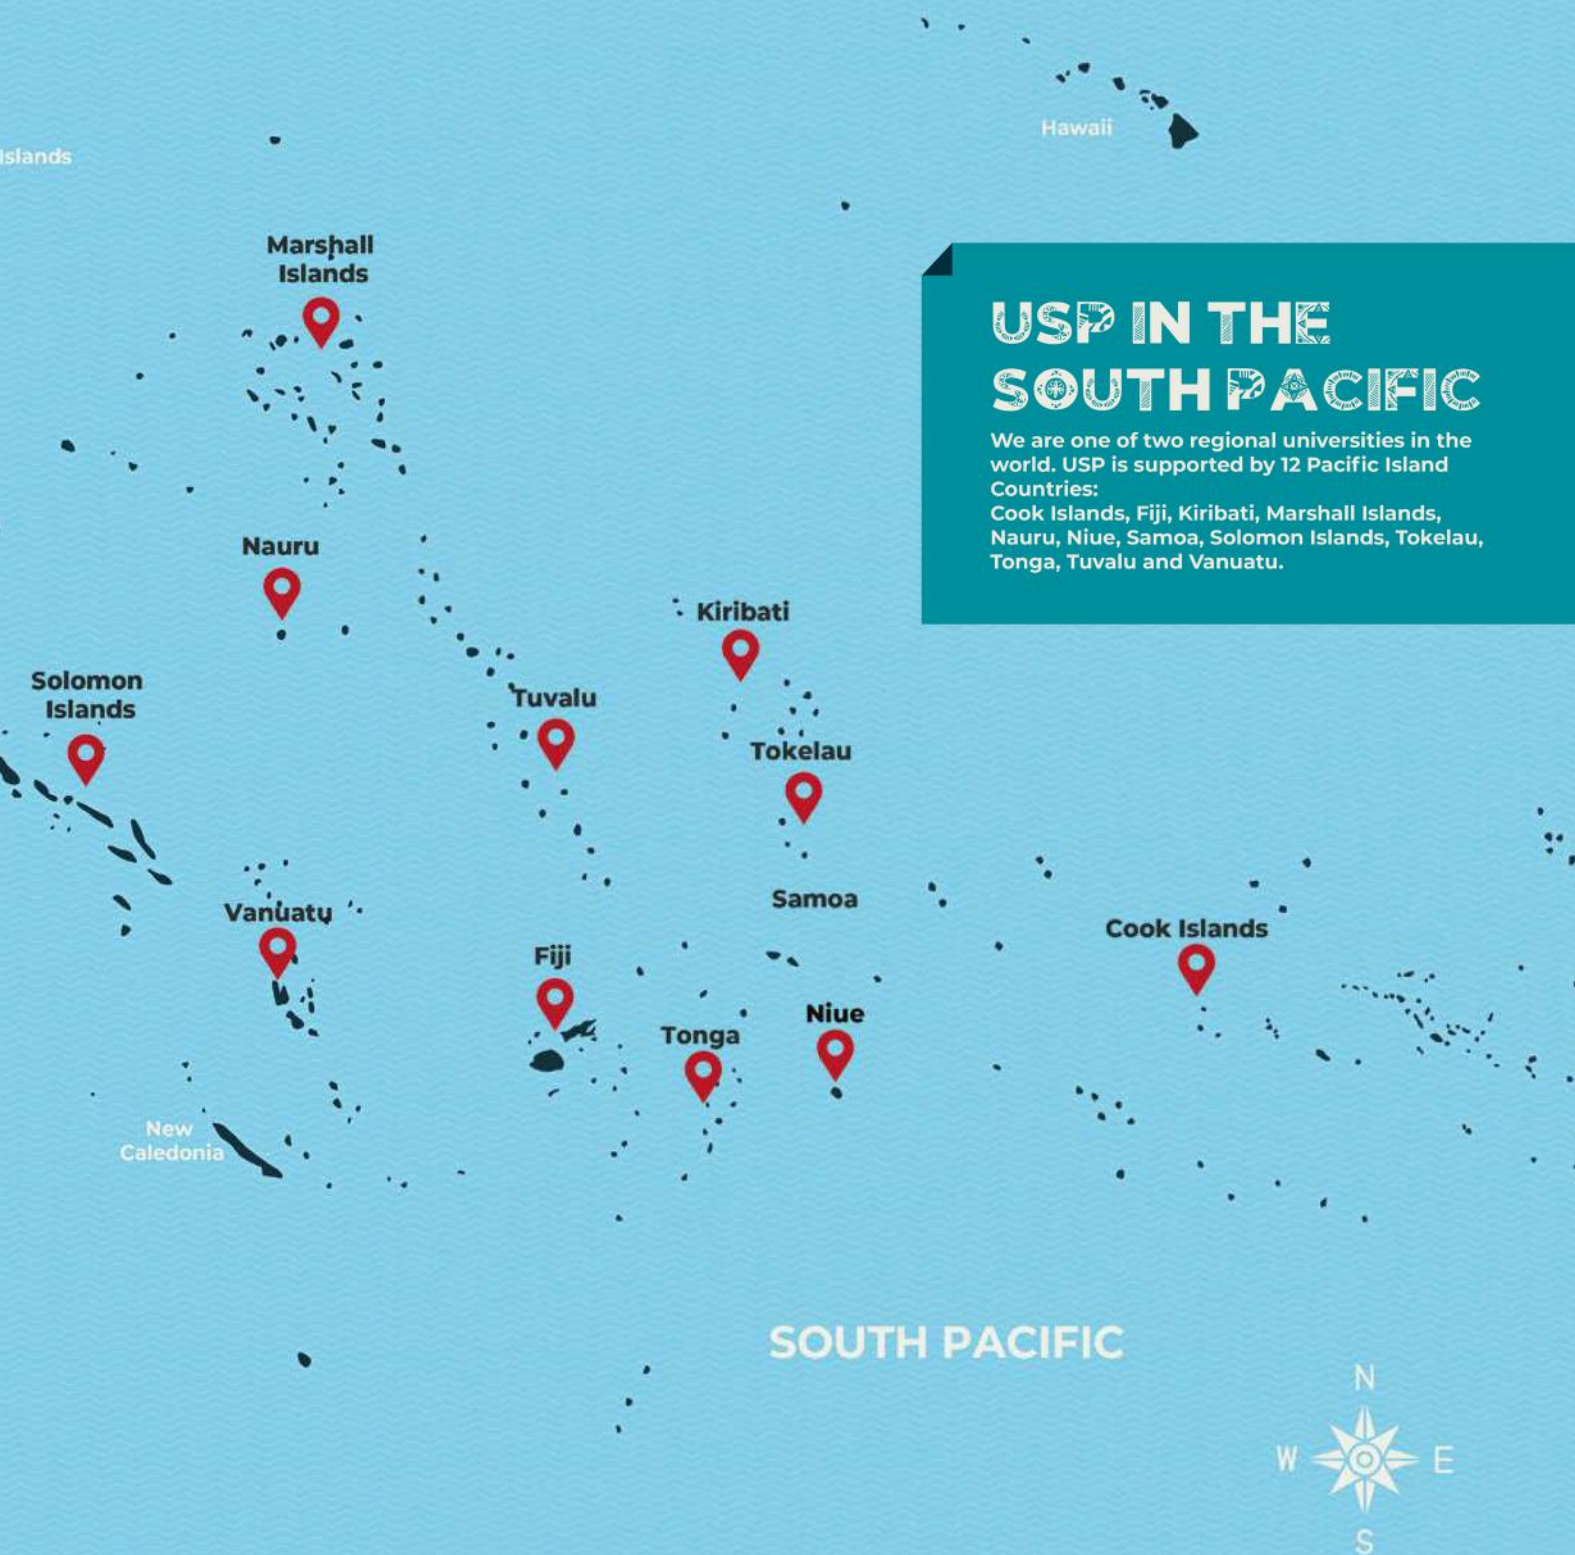 Hawaii
Islands
Marshall
Islands
USP IN THE
SOUTH PACIFIC
We are one of two regional universities in the
world. USP is supported by 12 Pacific Island
Countries:
Cook Islands, Fiji, Kiribati, Marshall Islands,
Nauru, Niue, Samoa, Solomon Islands, Tokelau,
Tonga, Tuvalu and Vanuatu.
Nauru
Kiribati
Solomon
Islands
Tuvalu
Tokelau
Samoa
Vanuatu
Cook Islands
Fiji
Niue
Tonga
New
Caledonia
SOUTH PACIFIC
N
W E
S